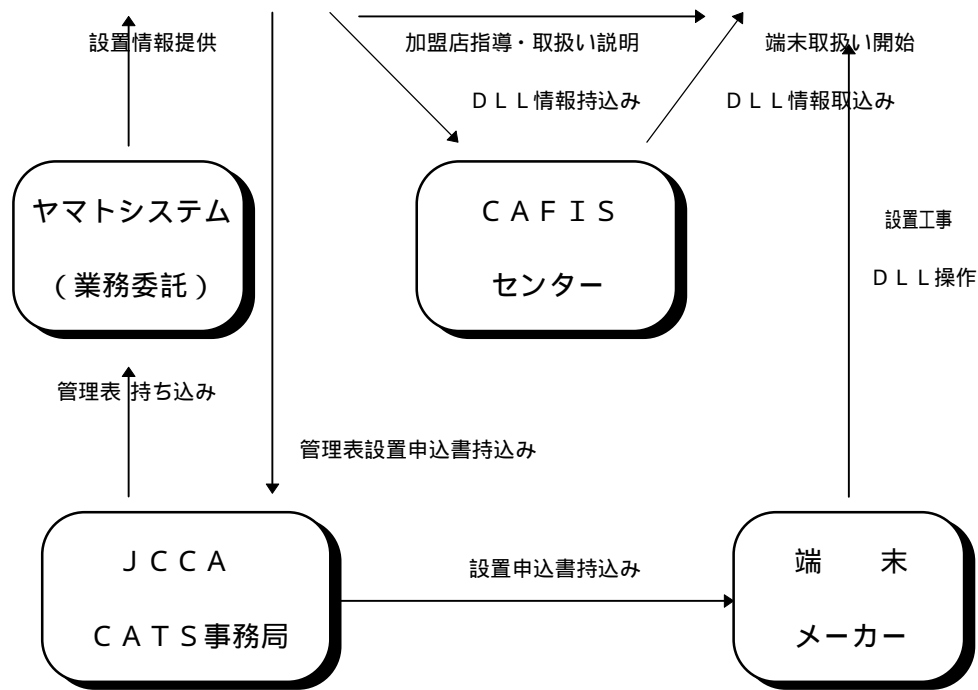 設置情報提供
加盟店指導・取扱い説明
端末取扱い開始
ＤＬＬ情報持込み
ＤＬＬ情報取込み
ヤマトシステム
（業務委託）
ＣＡＦＩＳ
センター
設置工事
ＤＬＬ操作
管理表 持ち込み
管理表設置申込書持込み
ＪＣＣＡ
ＣＡＴＳ事務局
設置申込書持込み
端　末
メーカー